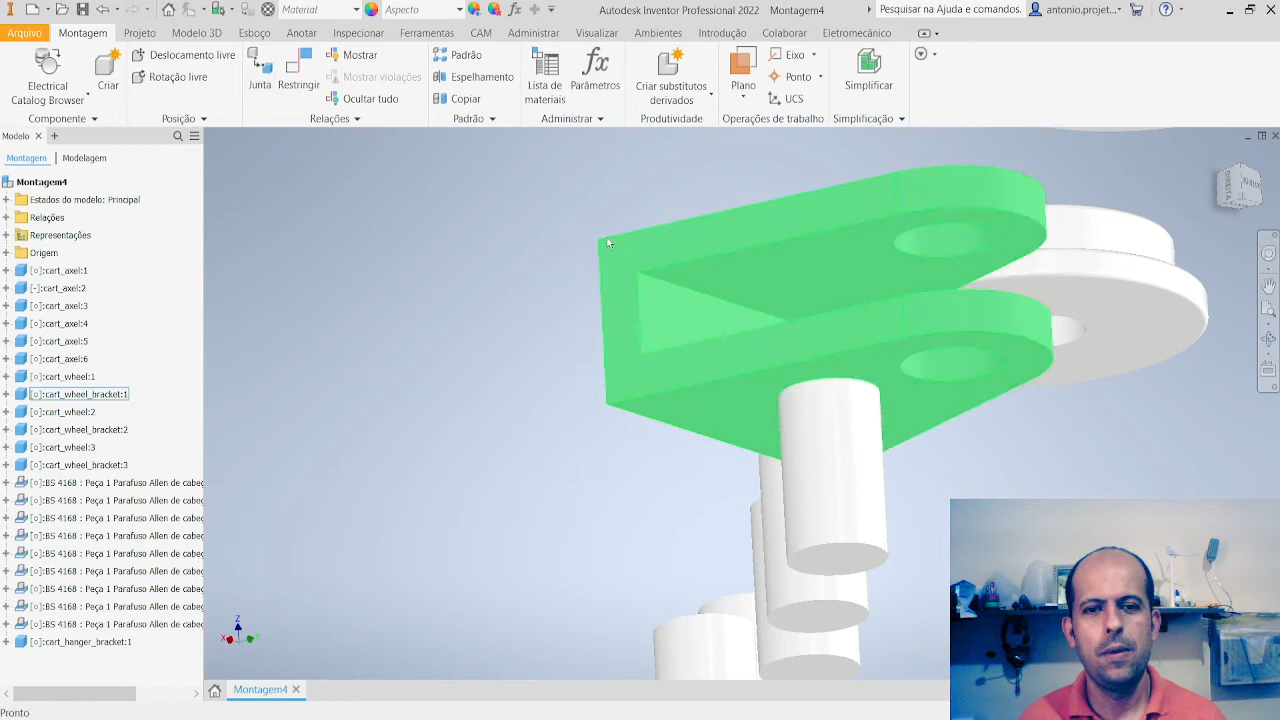 Material
Aspecto
Autodesk Inventor Professional 2022 Montagem4
Pesquisar na Ajuda e comandos.
antonio.projet...
Arquivo Montagem Projeto Modelo 3D Esboço Anotar Inspecionar Ferramentas CAM Administrar Visualizar Ambientes Introdução Colaborar Eletromecânico
Electrical
Catalog Browser
Criar
Deslocamento livre
Rotação livre
Junta
Restringir
Mostrar
Mostrar violações
Ocultar tudo
Padrão
Espelhamento
Copiar
Lista de
materiais
fx
Parâmetros
Criar substitutos
derivados
Plano
Eixo
Ponto
UCS
Simplificar
Componente
Posição
Relações
Padrão
Administrar
Produtividade
Operações de trabalho
Simplificação
Modelo
Montagem Modelagem
Montagem4
Estados do modelo: Principal
Relações
Representações
Origem
[o]:cart_axel:1
[-]:cart_axel:2
[o]:cart_axel:3
[o]:cart_axel:4
[o]:cart_axel:5
[o]:cart_axel:6
[o]:cart_wheel:1
[o]:cart_wheel_bracket:1
[o]:cart_wheel:2
[o]:cart_wheel_bracket:2
[o]:cart_wheel:3
[o]:cart_wheel_bracket:3
[o]:BS 4168 : Peça 1 Parafuso Allen de cabeç
[o]:BS 4168 : Peça 1 Parafuso Allen de cabeç
[o]:BS 4168 : Peça 1 Parafuso Allen de cabeç
[o]:BS 4168 : Peça 1 Parafuso Allen de cabeç
[o]:BS 4168 : Peça 1 Parafuso Allen de cabeç
[o]:BS 4168 : Peça 1 Parafuso Allen de cabeç
[o]:BS 4168 : Peça 1 Parafuso Allen de cabeç
[o]:BS 4168 : Peça 1 Parafuso Allen de cabeç
[o]:BS 4168 : Peça 1 Parafuso Allen de cabeç
[o]:cart_hanger_bracket:1
DIREITA
Z
X
Montagem4
Pronto